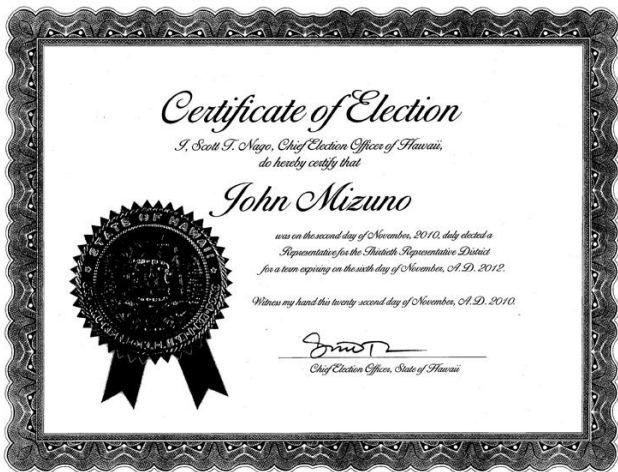 Certificate of Election
I, Scott T. Nago, Chief Election Officer of Hawaii,
do hereby certify that
John Mizuno
was on the second day of November, 2010, duly elected a
Representative for the Thirtieth Representative District
for a term expiring on the sixth day of November, A.D. 2012.
Witness my hand this twenty-second day of November, A.D. 2010.
Chief Election Officer, State of Hawaii
STATE OF HAWAII